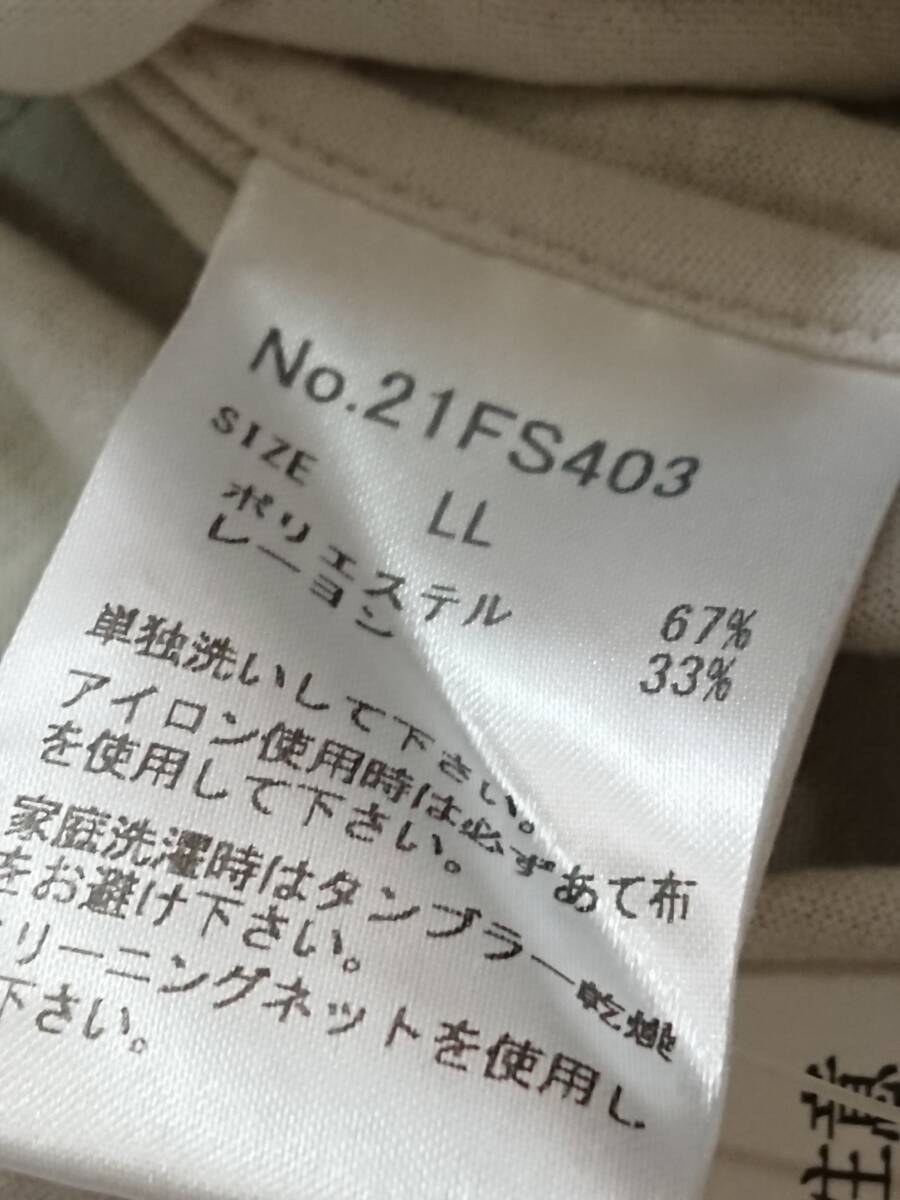 No.21FS403
SIZE LL
ポリエステル 67%
レーヨン 33%
単独洗いして下さい。
アイロン使用時は必ずあて布
を使用して下さい。
家庭洗濯時はタンブラー乾燥
をお避け下さい。
リーニングネットを使用し
下さい。
注意